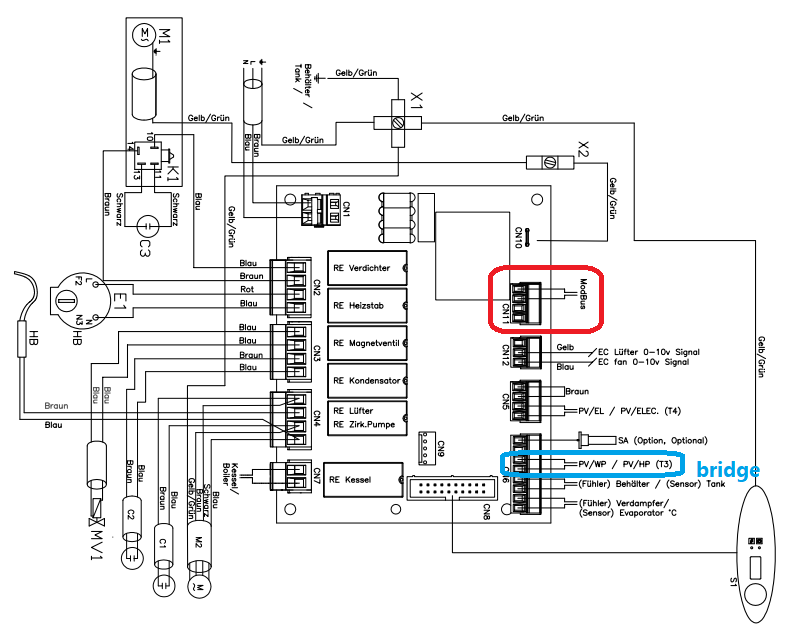 M1
M
10
14
13
11
K1
Braun
Schwarz
Schwarz
Blau
C3
N
L
Behälter /
Tank /
Gelb/Grün
Gelb/Grün
Gelb/Grün
Blau
Braun
X1
Gelb/Grün
X2
Gelb/Grün
Gelb/Grün
Gelb/Grün
CN1
CN10
Blau
Braun
Rot
Blau
CN2
RE Verdichter
RE Heizstab
F2
L
N3
N
E1
HB
HB
ModBus
CN11
Blau
Blau
Braun
Blau
CN3
RE Magnetventil
RE Kondensator
Gelb
Blau
CN12
EC Lüfter 0-10v Signal
EC fan 0-10v Signal
Braun
CN5
PV/EL / PV/ELEC. (T4)
Braun
Blau
Blau
Blau
CN4
RE Lüfter
RE Zirk.Pumpe
CN9
SA (Option, Optional)
PV/WP / PV/HP (T3)
bridge
6
(Fühler) Behälter / (Sensor) Tank
(Fühler) Verdampfer/
(Sensor) Evaporator °C
Kessel/
Boiler
CN7
RE Kessel
CN8
MV1
Braun
Blau
C2
Braun
Blau
C1
Gelb/Grün
Braun
Schwarz
Blau
M2
M
S1